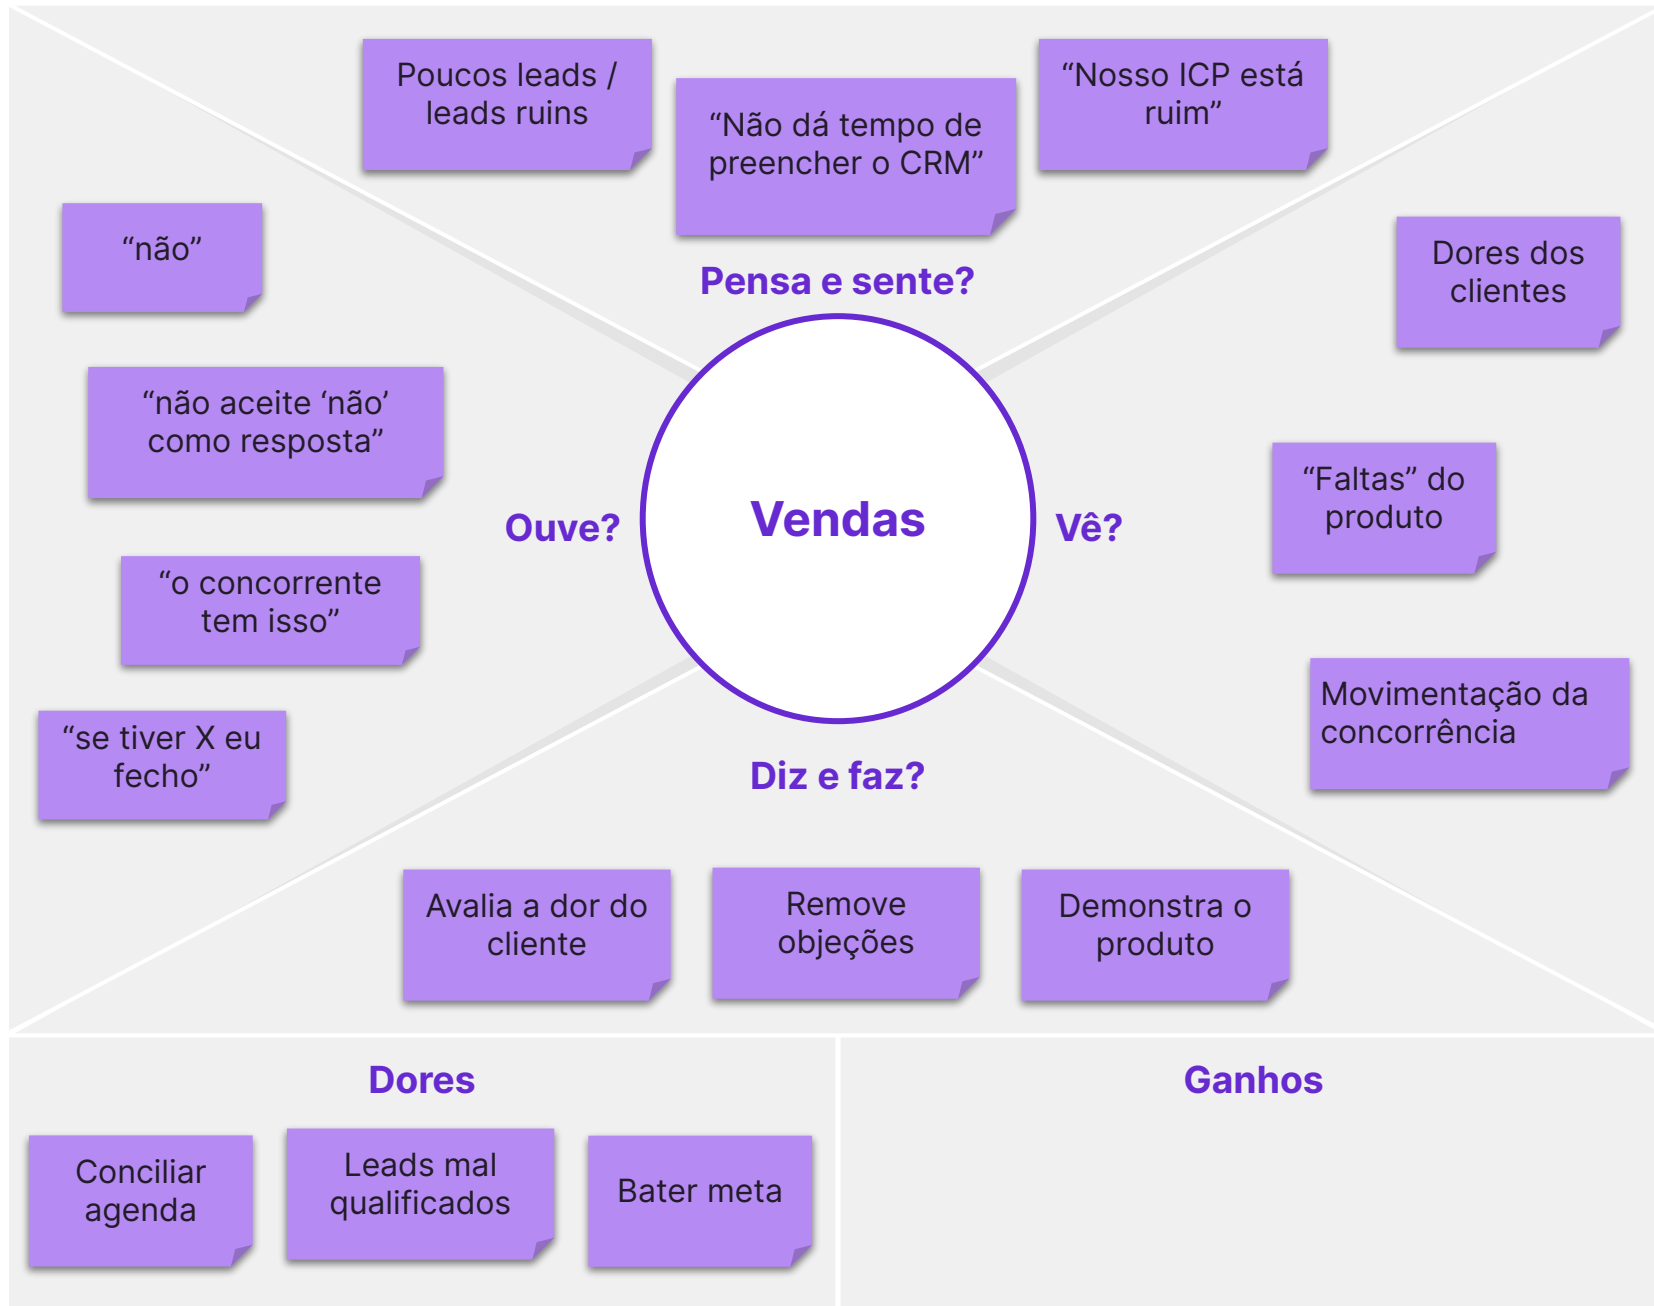 Poucos leads /
leads ruins
“Não dá tempo de
preencher o CRM”
“Nosso ICP está
ruim”
Pensa e sente?
“não”
“não aceite ‘não’
como resposta”
“o concorrente
tem isso”
“se tiver X eu
fecho”
Ouve?
Vendas
Vê?
Dores dos
clientes
“Faltas” do
produto
Movimentação da
concorrência
Diz e faz?
Avalia a dor do
cliente
Remove
objeções
Demonstra o
produto
Dores
Conciliar
agenda
Leads mal
qualificados
Bater meta
Ganhos